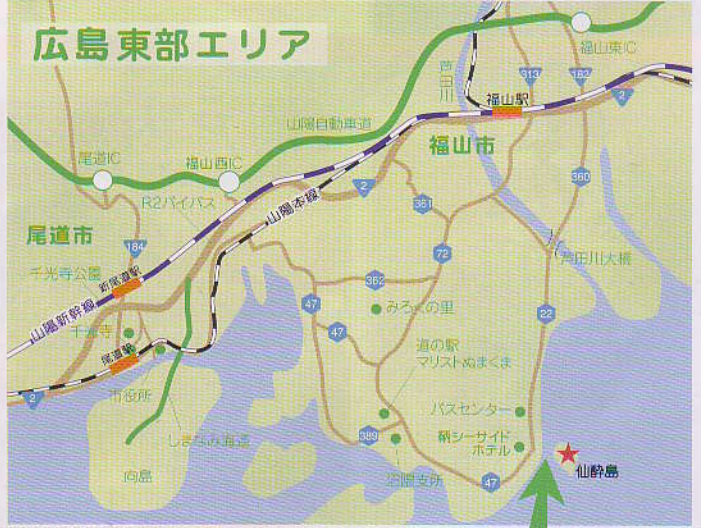 広島東部エリア
福山東IC
芦田川
313
182
2
福山駅
山陽自動車道
福山市
尾道IC
福山西IC
2
R2バイパス
山陽本線
361
360
尾道市
184
72
芦田川大橋
千光寺公園
新尾道駅
362
47
みろくの里
22
山陽新幹線
47
千光寺
道の駅
マリストぬまくま
尾道駅
2
市役所
バスセンター
しまなみ海道
389
鞆シーサイド
ホテル
沼隈支所
仙酔島
向島
47